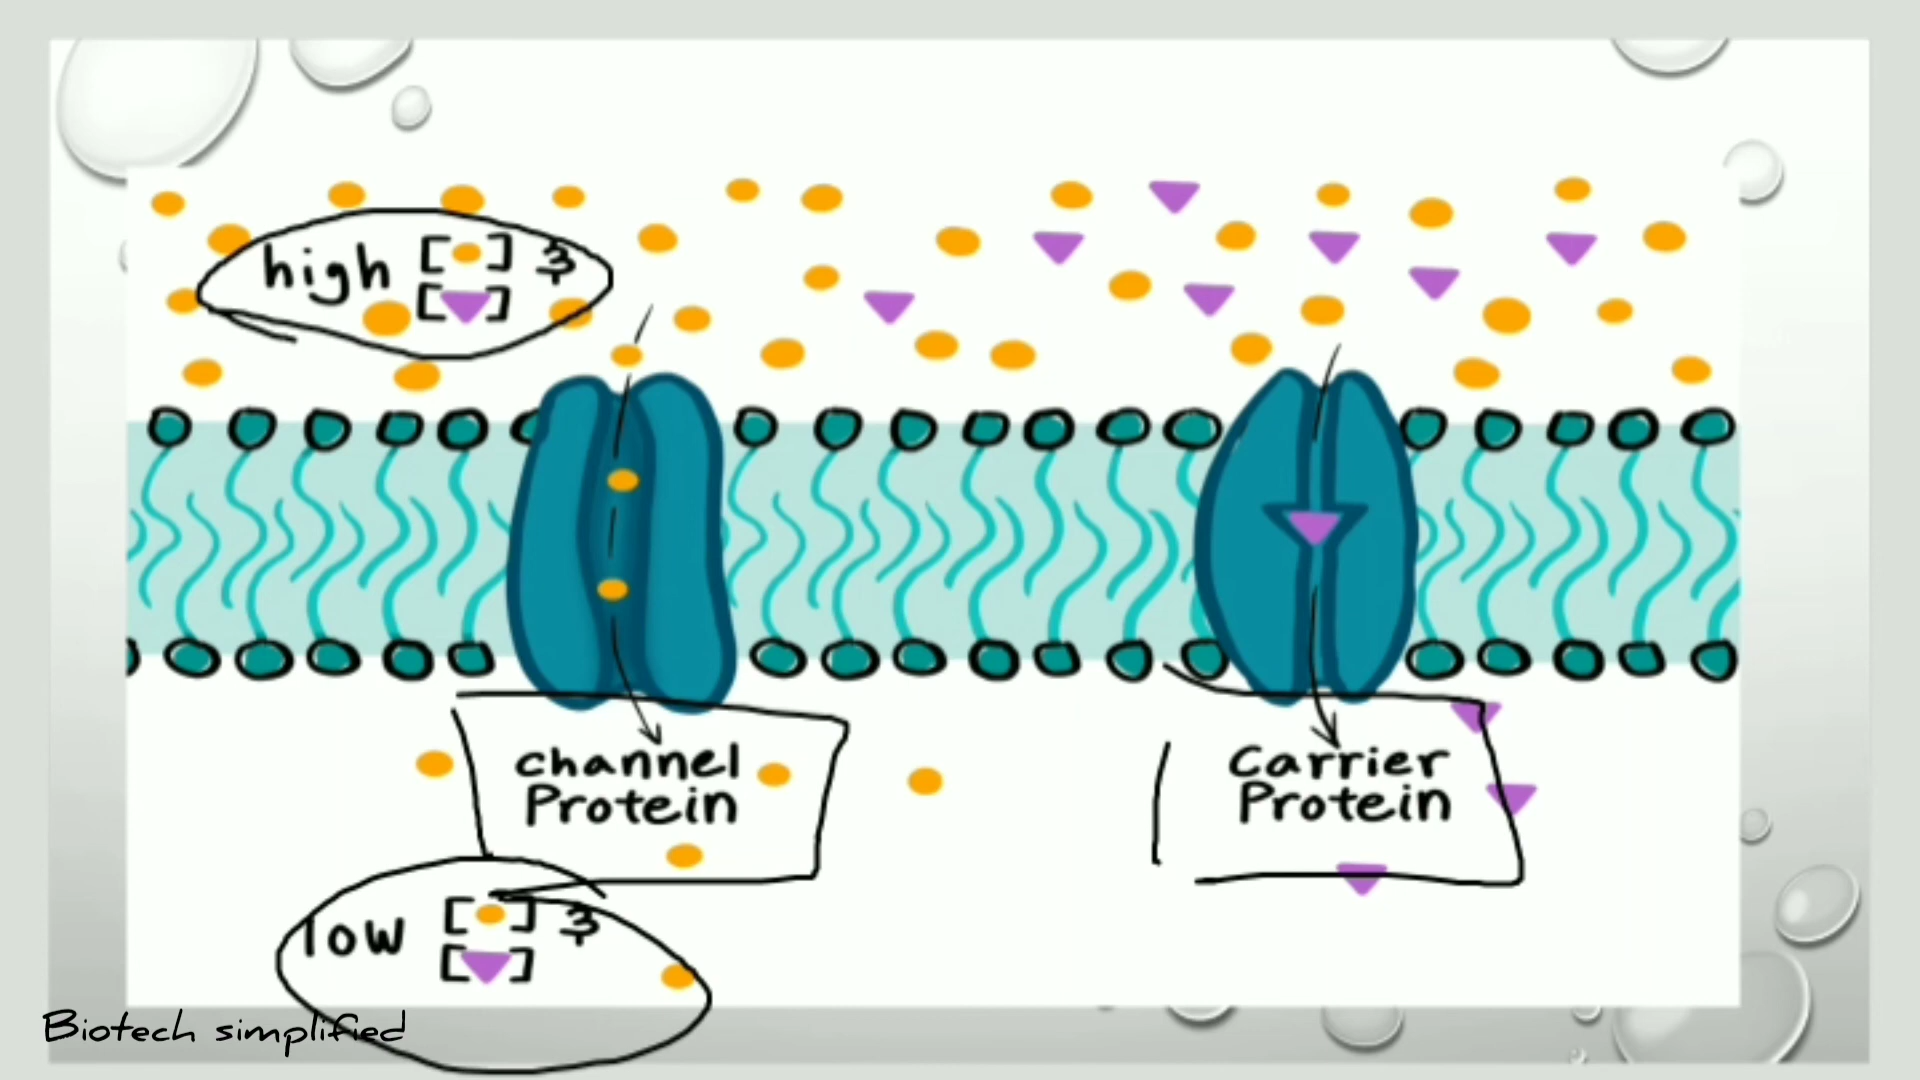 high [ ] &
[ ]
channel
Protein
Carrier
Protein
low [ ] &
[ ]
Biotech simplified